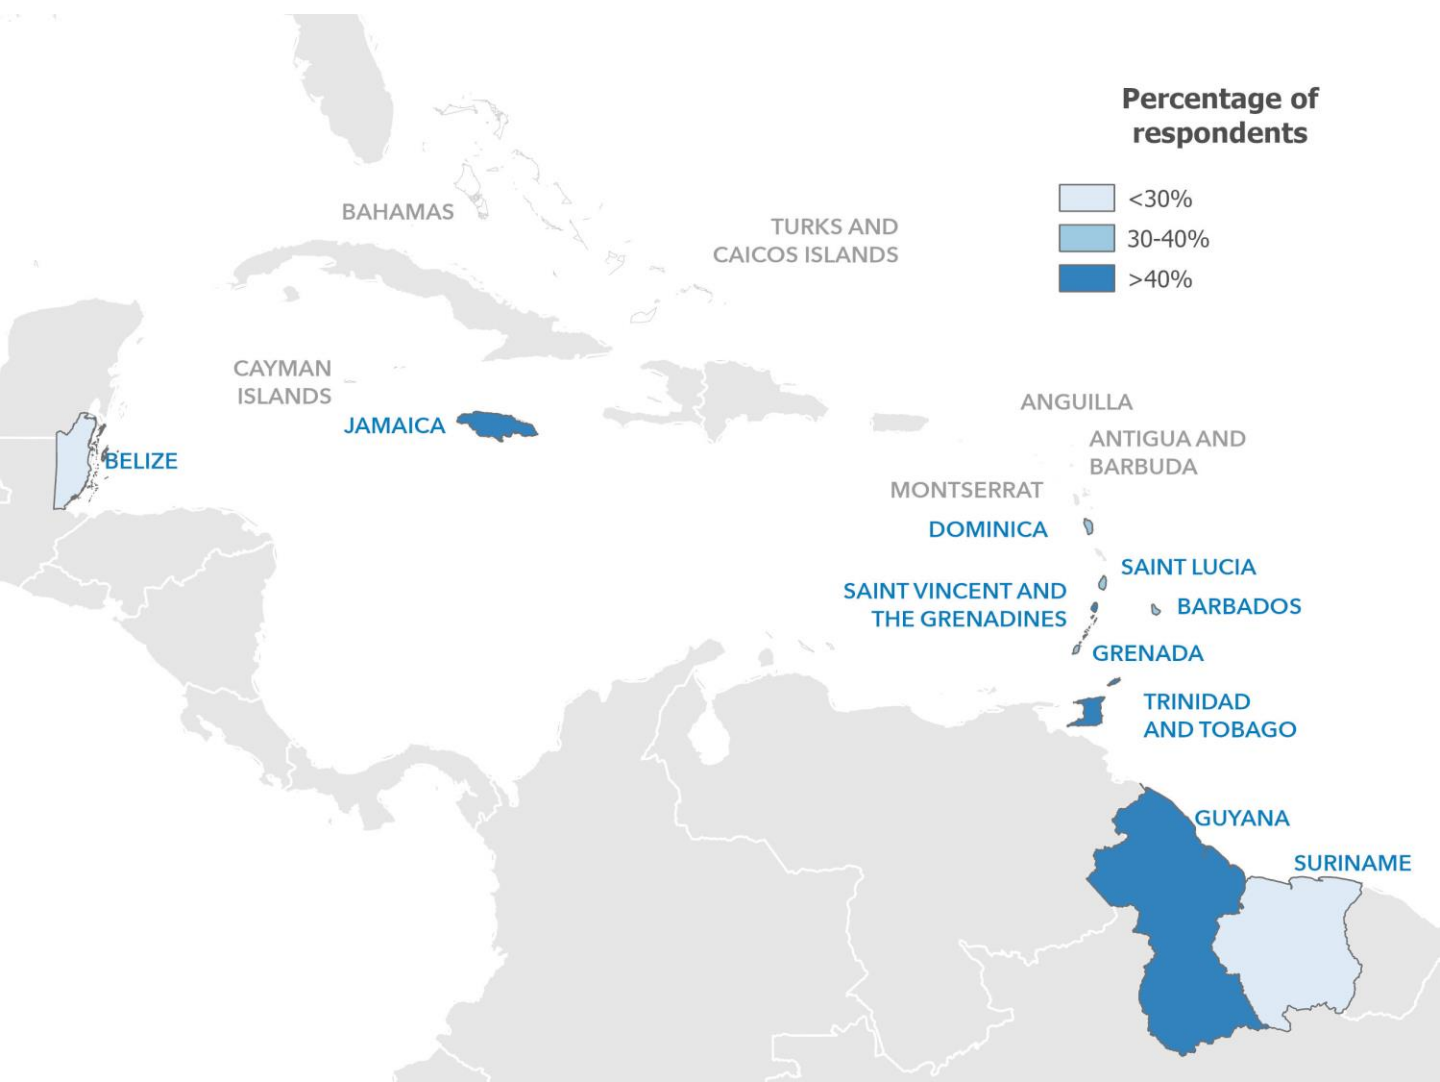 Percentage of
respondents
<30%
30-40%
>40%
BAHAMAS
TURKS AND
CAICOS ISLANDS
CAYMAN
ISLANDS
JAMAICA
BELIZE
ANGUILLA
ANTIGUA AND
BARBUDA
MONTSERRAT
DOMINICA
SAINT LUCIA
SAINT VINCENT AND
THE GRENADINES
BARBADOS
GRENADA
TRINIDAD
AND TOBAGO
GUYANA
SURINAME